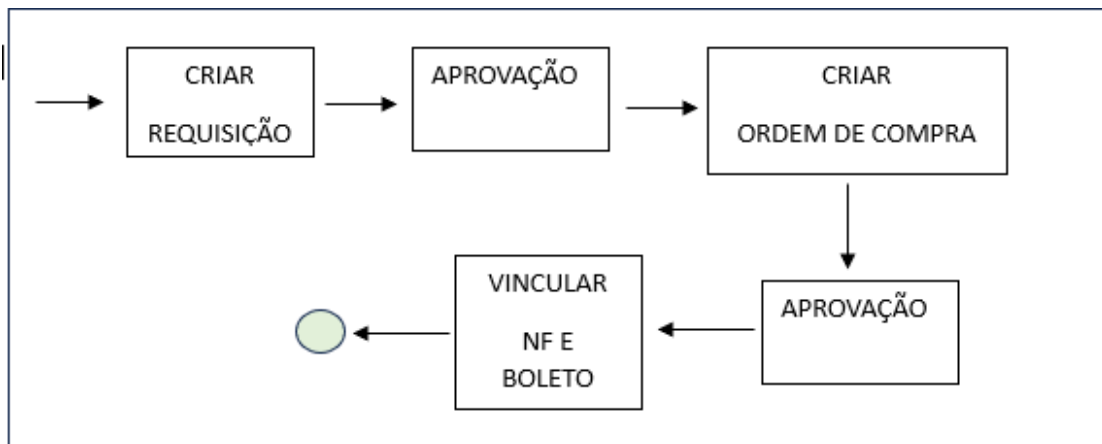 CRIAR
REQUISIÇÃO
APROVAÇÃO
CRIAR
ORDEM DE COMPRA
APROVAÇÃO
VINCULAR
NF E
BOLETO